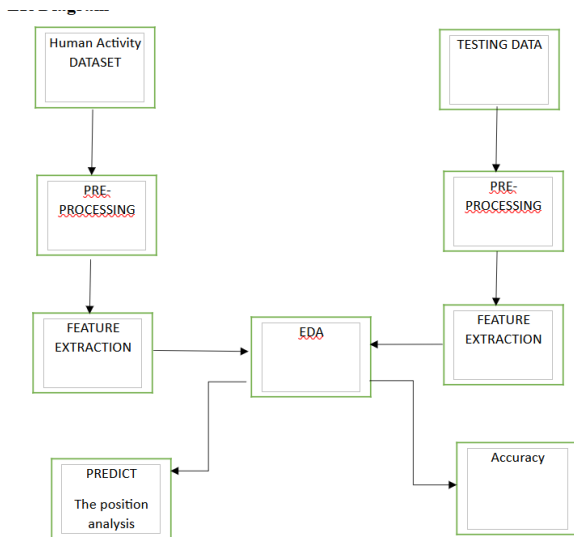 Human Activity
DATASET
TESTING DATA
PRE-
PROCESSING
PRE-
PROCESSING
FEATURE
EXTRACTION
EDA
FEATURE
EXTRACTION
PREDICT
The position
analysis
Accuracy